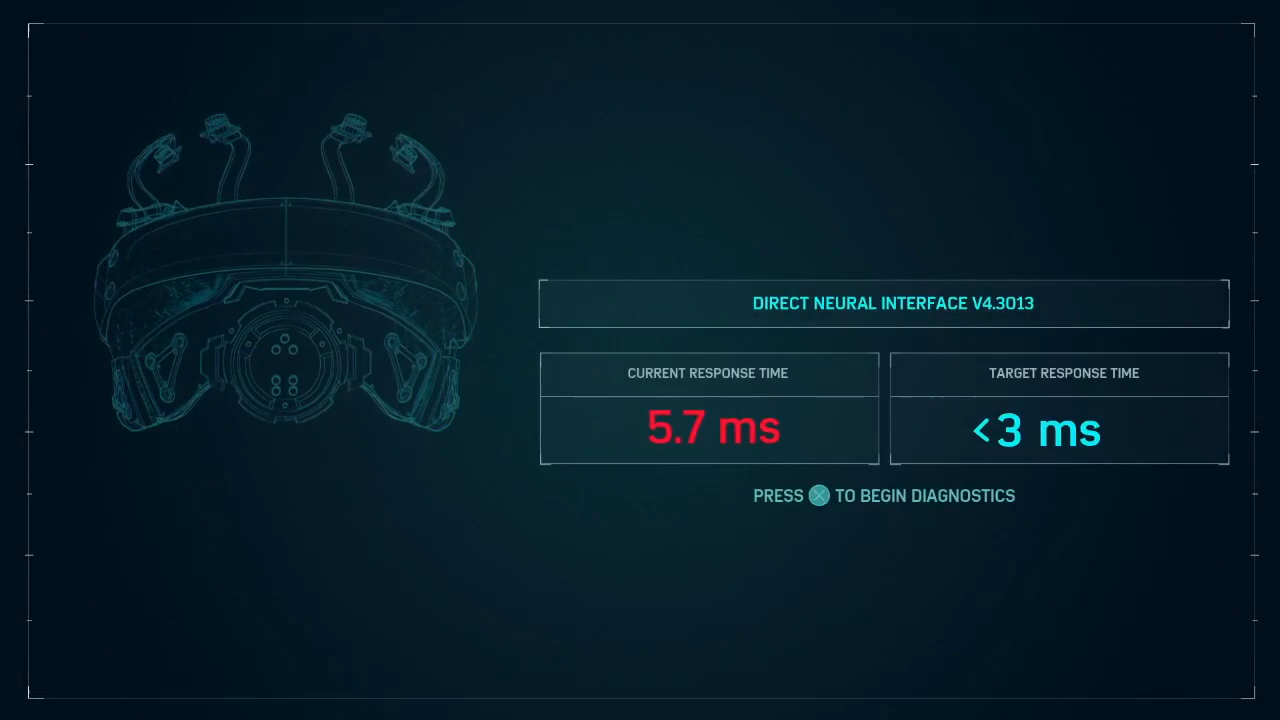 DIRECT NEURAL INTERFACE V4.3013
CURRENT RESPONSE TIME
TARGET RESPONSE TIME
5.7 ms
<3 ms
PRESS TO BEGIN DIAGNOSTICS